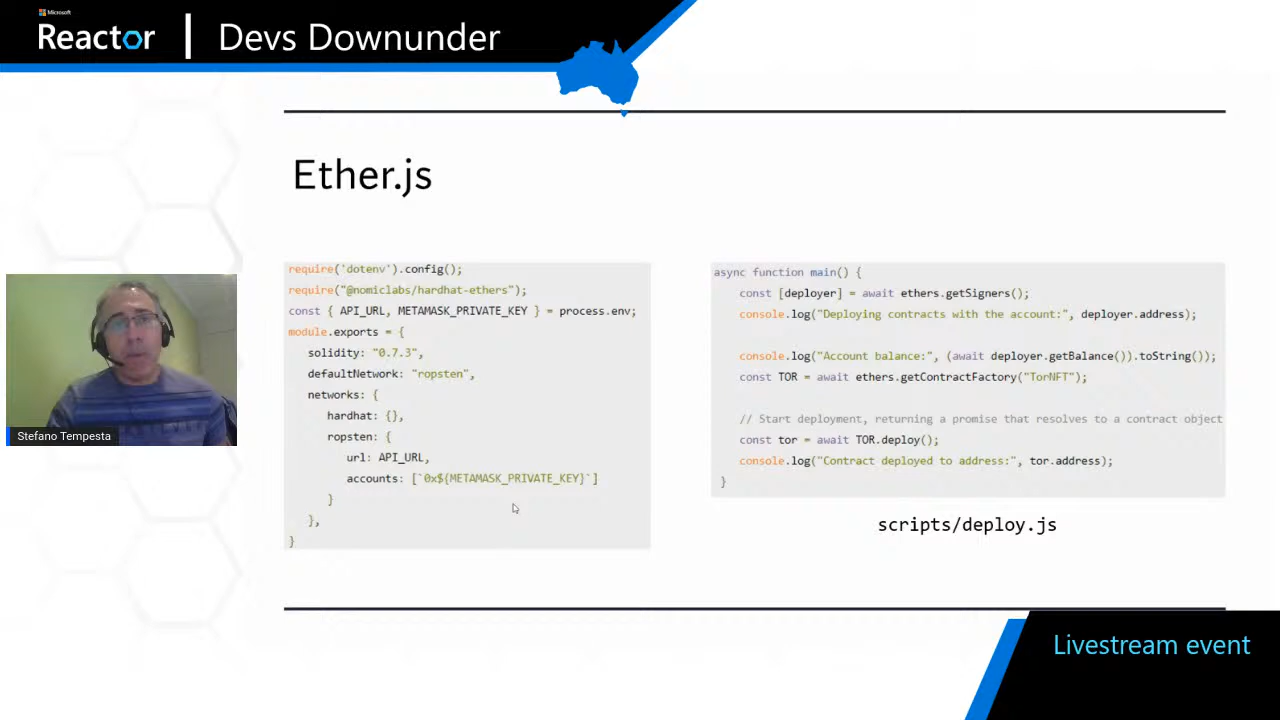 Microsoft
Reactor | Devs Downunder
Ether.js
require('dotenv').config();
require("@nomiclabs/hardhat-ethers");
const { API_URL, METAMASK_PRIVATE_KEY } = process.env;
module.exports = {
solidity: "0.7.3",
defaultNetwork: "ropsten",
networks: {
hardhat: {},
ropsten: {
url: API_URL,
accounts: [`0x${METAMASK_PRIVATE_KEY}`]
}
},
}
async function main() {
const [deployer] = await ethers.getSigners();
console.log("Deploying contracts with the account:", deployer.address);
console.log("Account balance:", (await deployer.getBalance()).toString());
const TOR = await ethers.getContractFactory("TorNFT");
// Start deployment, returning a promise that resolves to a contract object
const tor = await TOR.deploy();
console.log("Contract deployed to address:", tor.address);
}
scripts/deploy.js
Stefano Tempesta
Livestream event